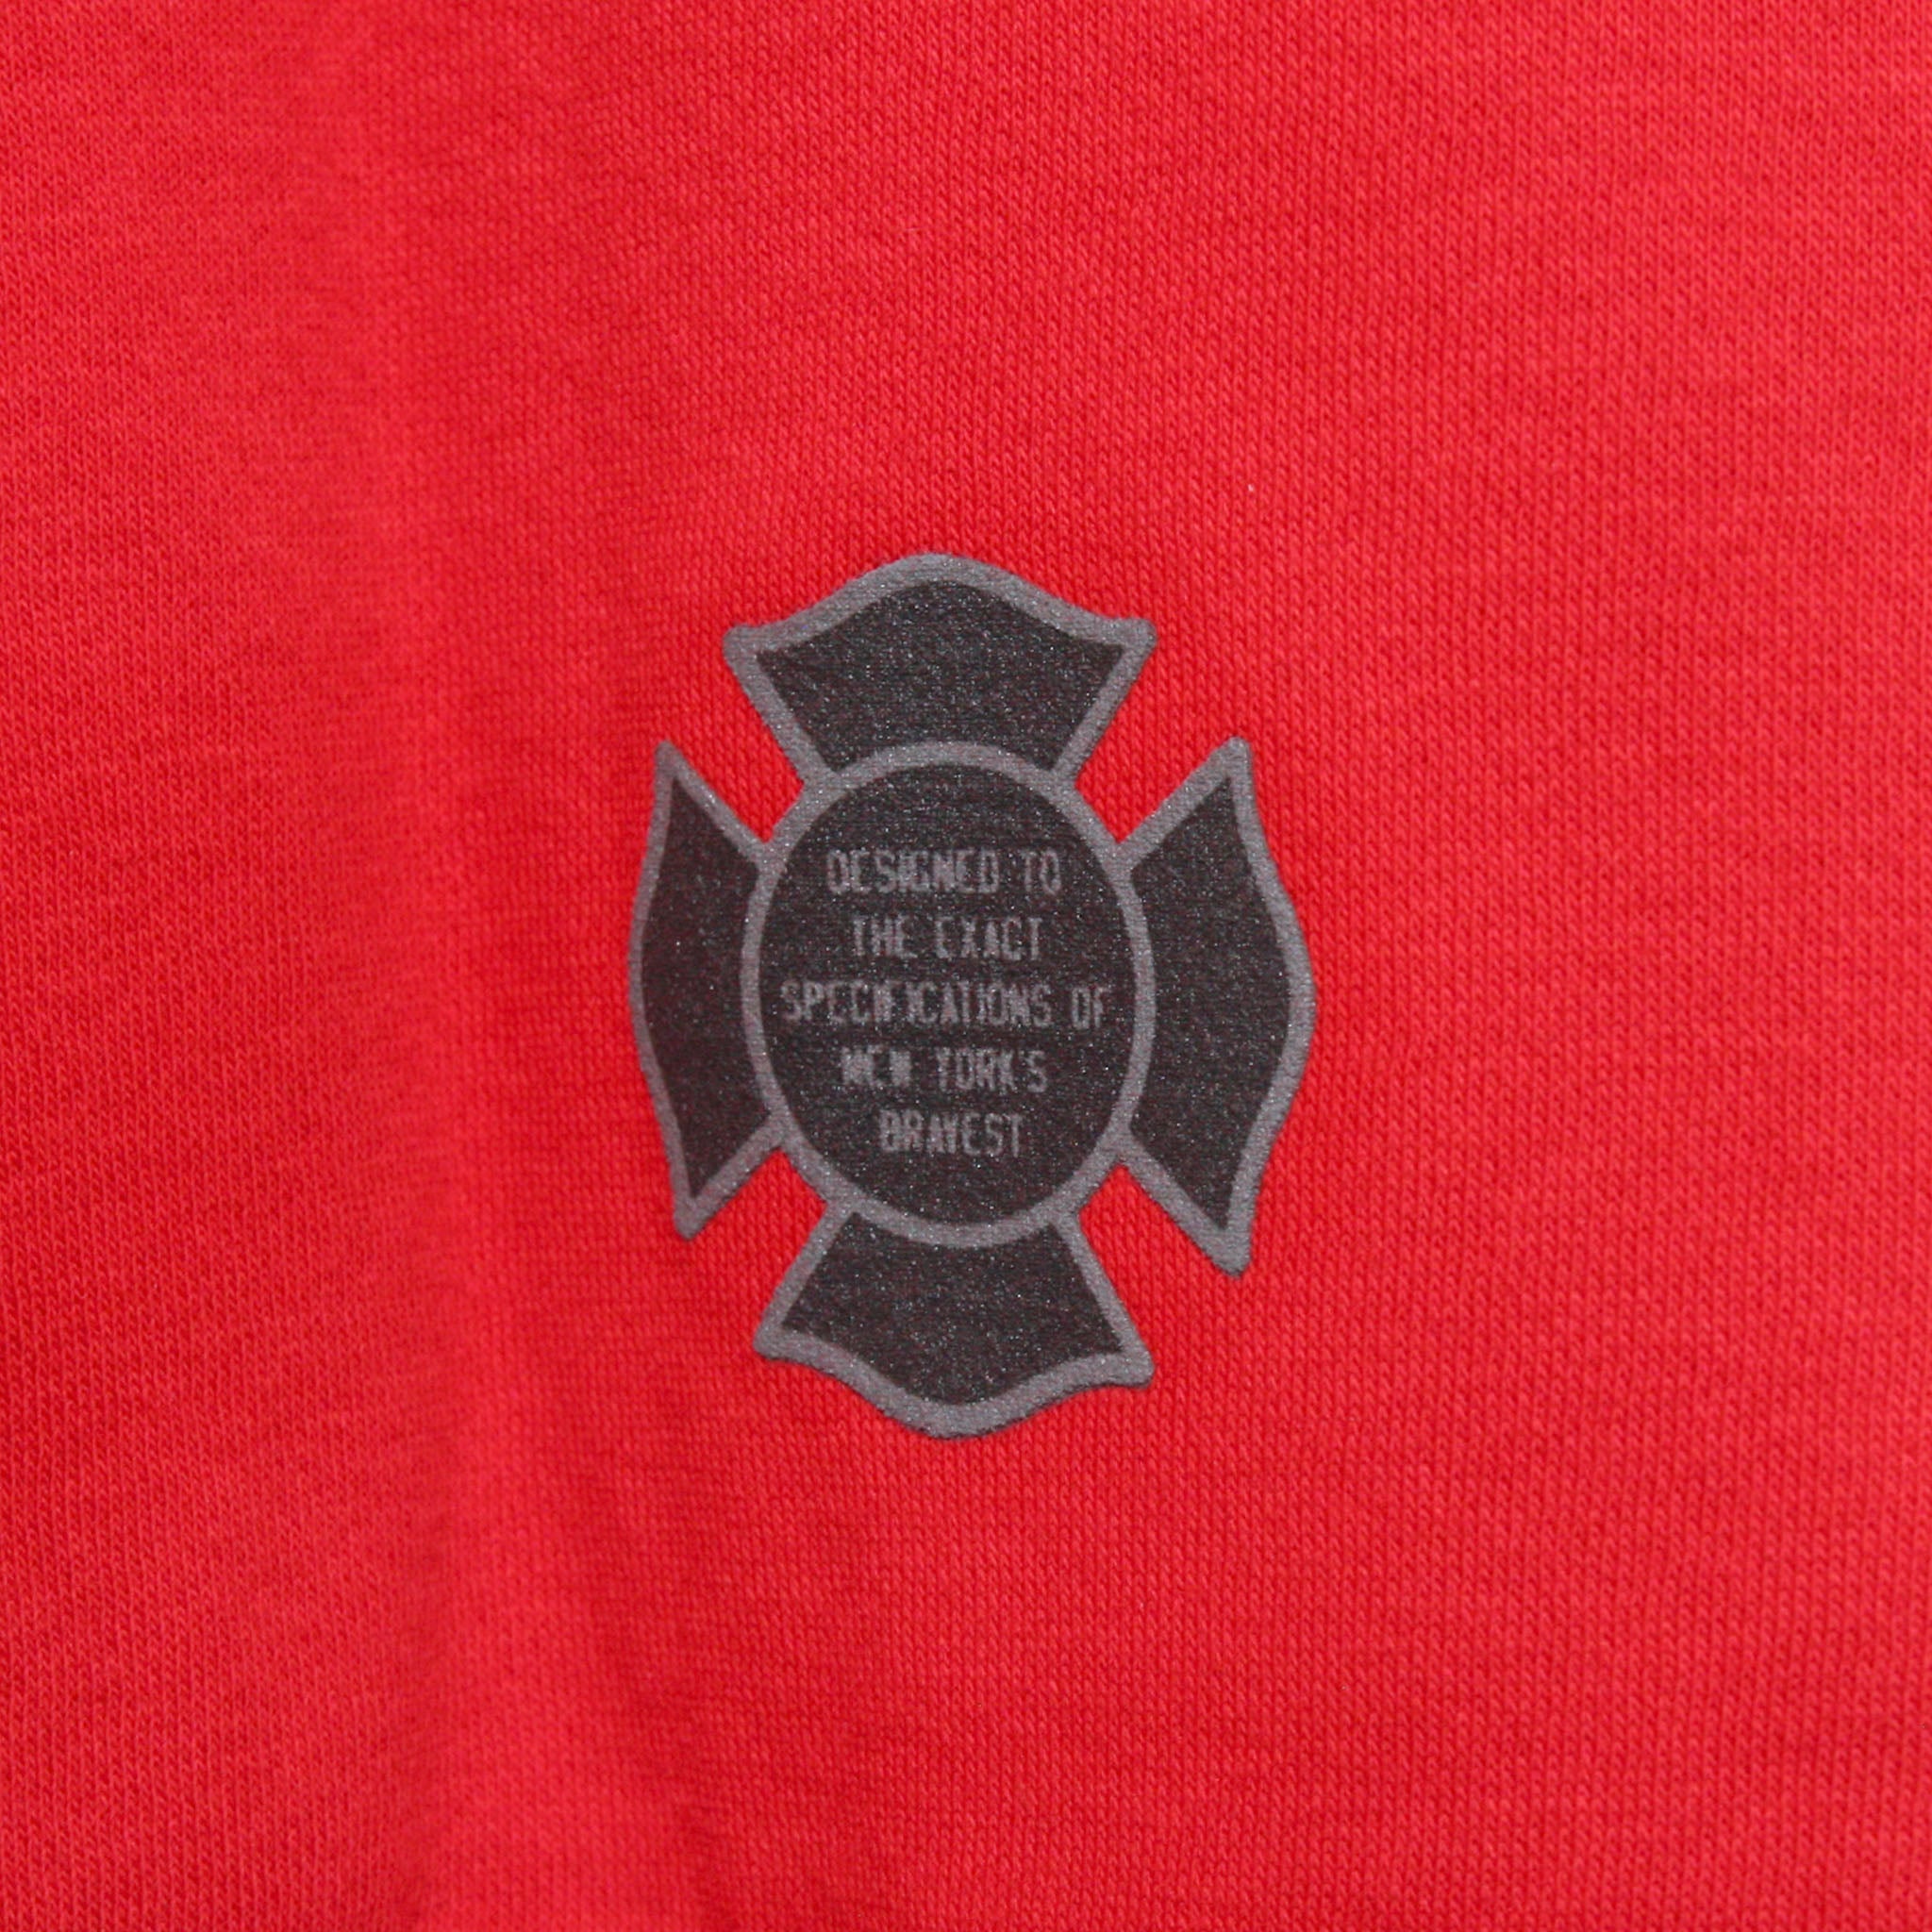 DESIGNED TO
THE EXACT
SPECIFICATIONS OF
NEW YORK'S
BRAVEST